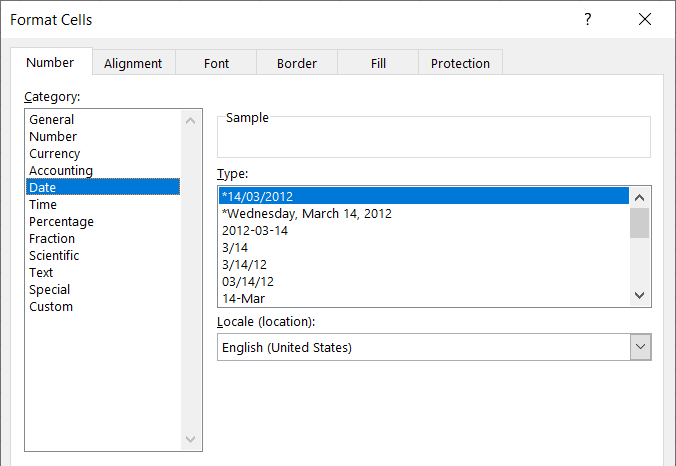 Format Cells
?
Number Alignment Font Border Fill Protection
Category:
General
Number
Currency
Accounting
Date
Time
Percentage
Fraction
Scientific
Text
Special
Custom
Sample
Type:
*14/03/2012
*Wednesday, March 14, 2012
2012-03-14
3/14
3/14/12
03/14/12
14-Mar
Locale (location):
English (United States)